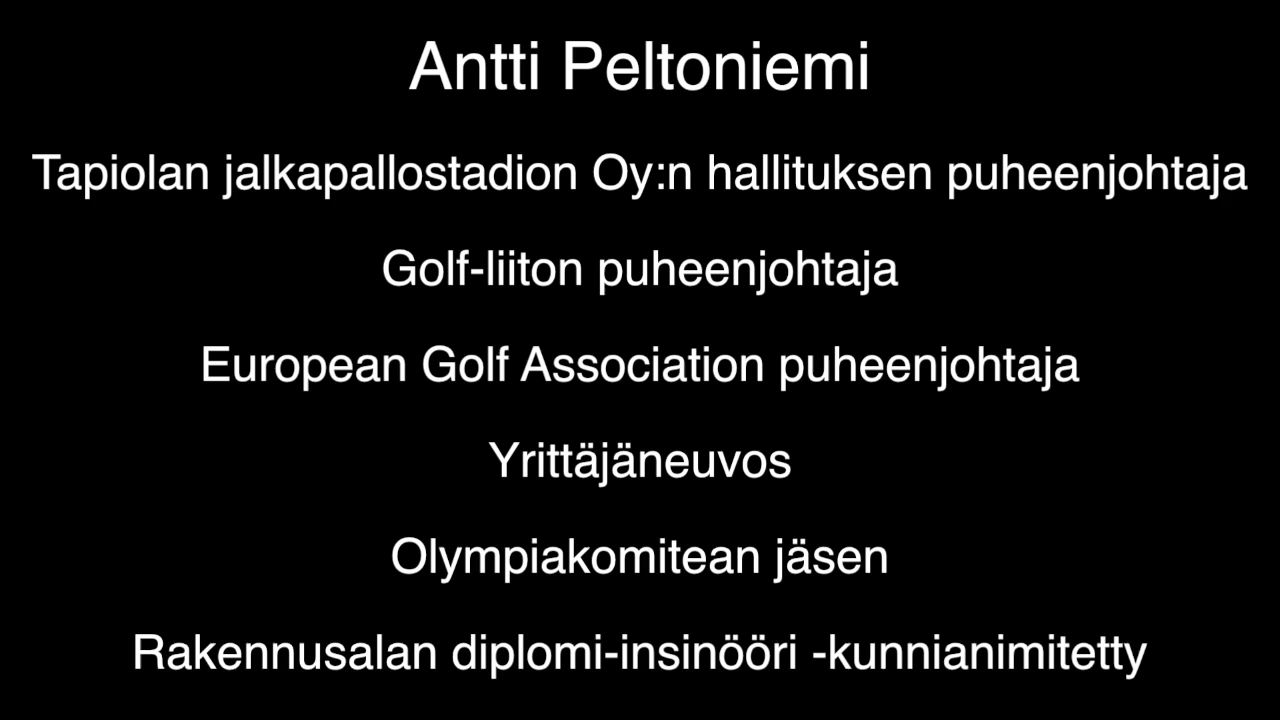 Antti Peltoniemi
Tapiolan jalkapallostadion Oy:n hallituksen puheenjohtaja
Golf-liiton puheenjohtaja
European Golf Association puheenjohtaja
Yrittäjäneuvos
Olympiakomitean jäsen
Rakennusalan diplomi-insinööri -kunnianimitetty